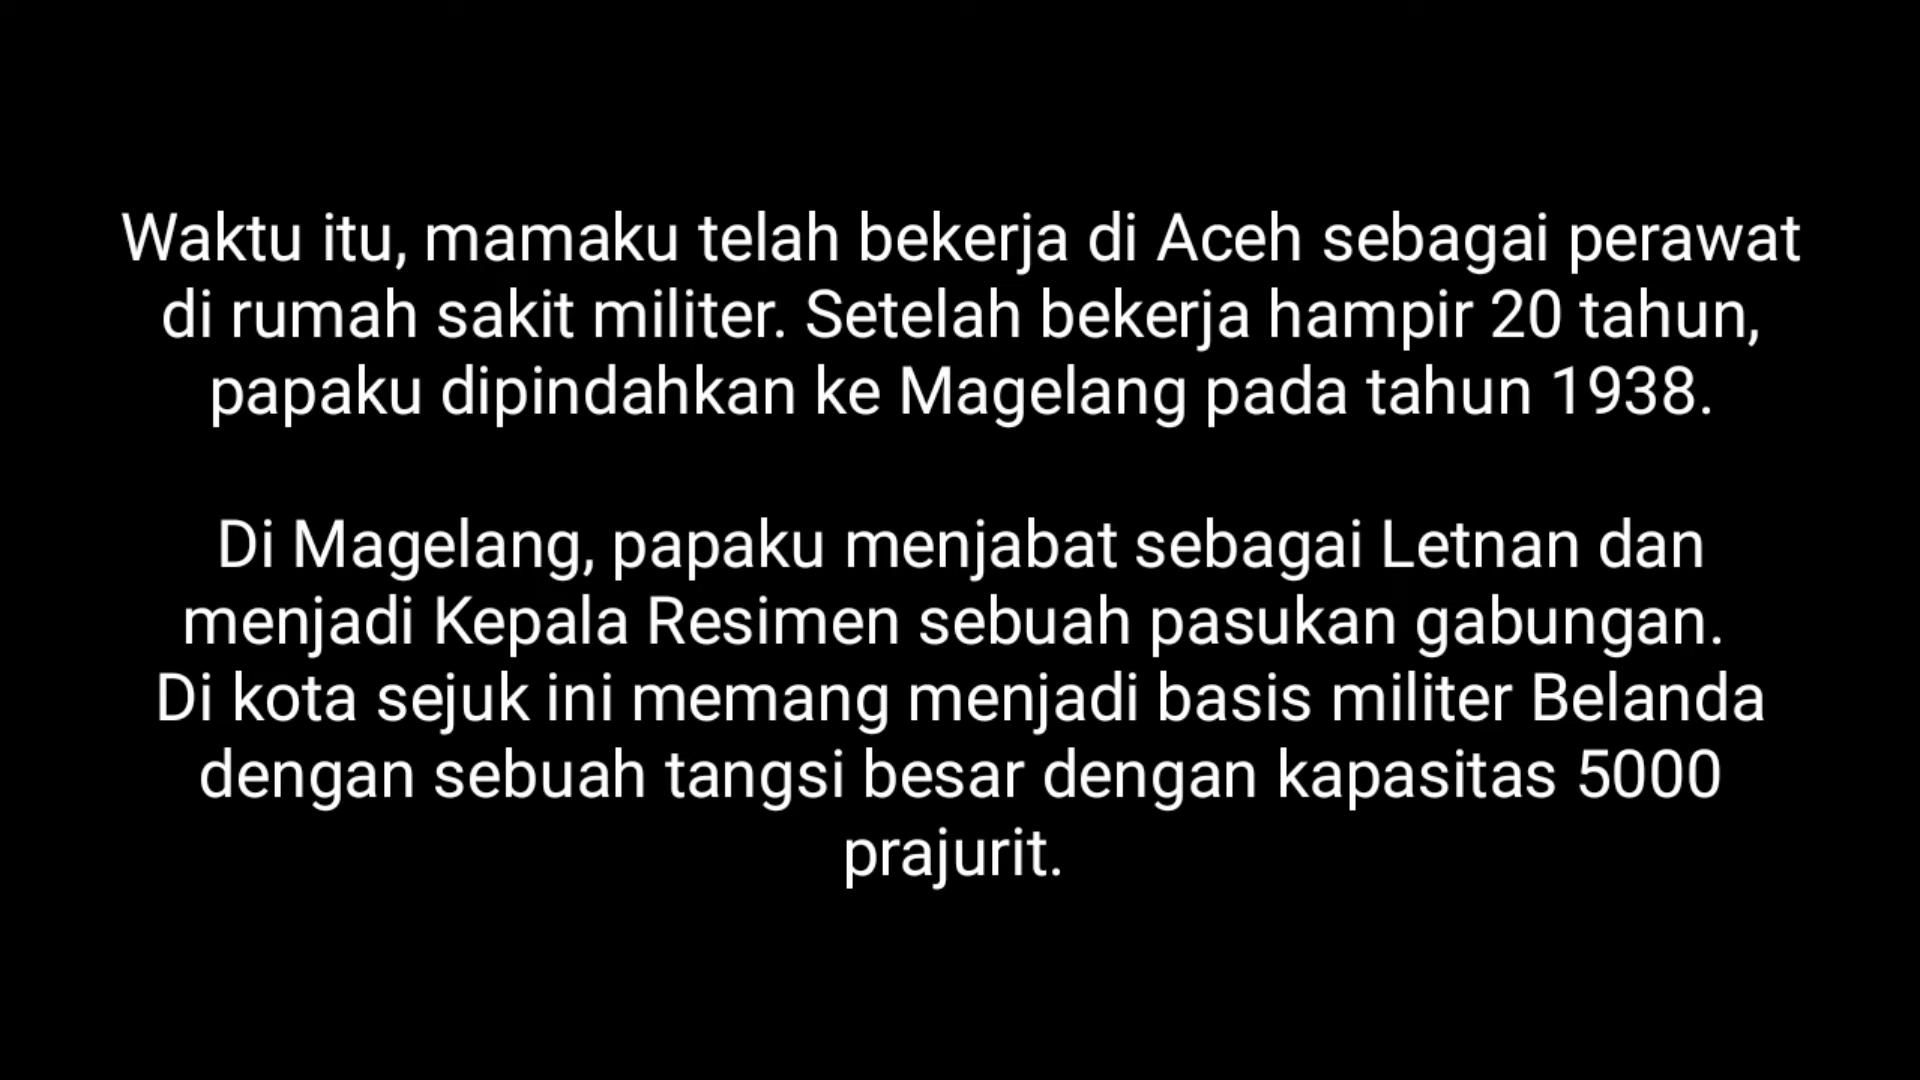 Waktu itu, mamaku telah bekerja di Aceh sebagai perawat
di rumah sakit militer. Setelah bekerja hampir 20 tahun,
papaku dipindahkan ke Magelang pada tahun 1938.
Di Magelang, papaku menjabat sebagai Letnan dan
menjadi Kepala Resimen sebuah pasukan gabungan.
Di kota sejuk ini memang menjadi basis militer Belanda
dengan sebuah tangsi besar dengan kapasitas 5000
prajurit.